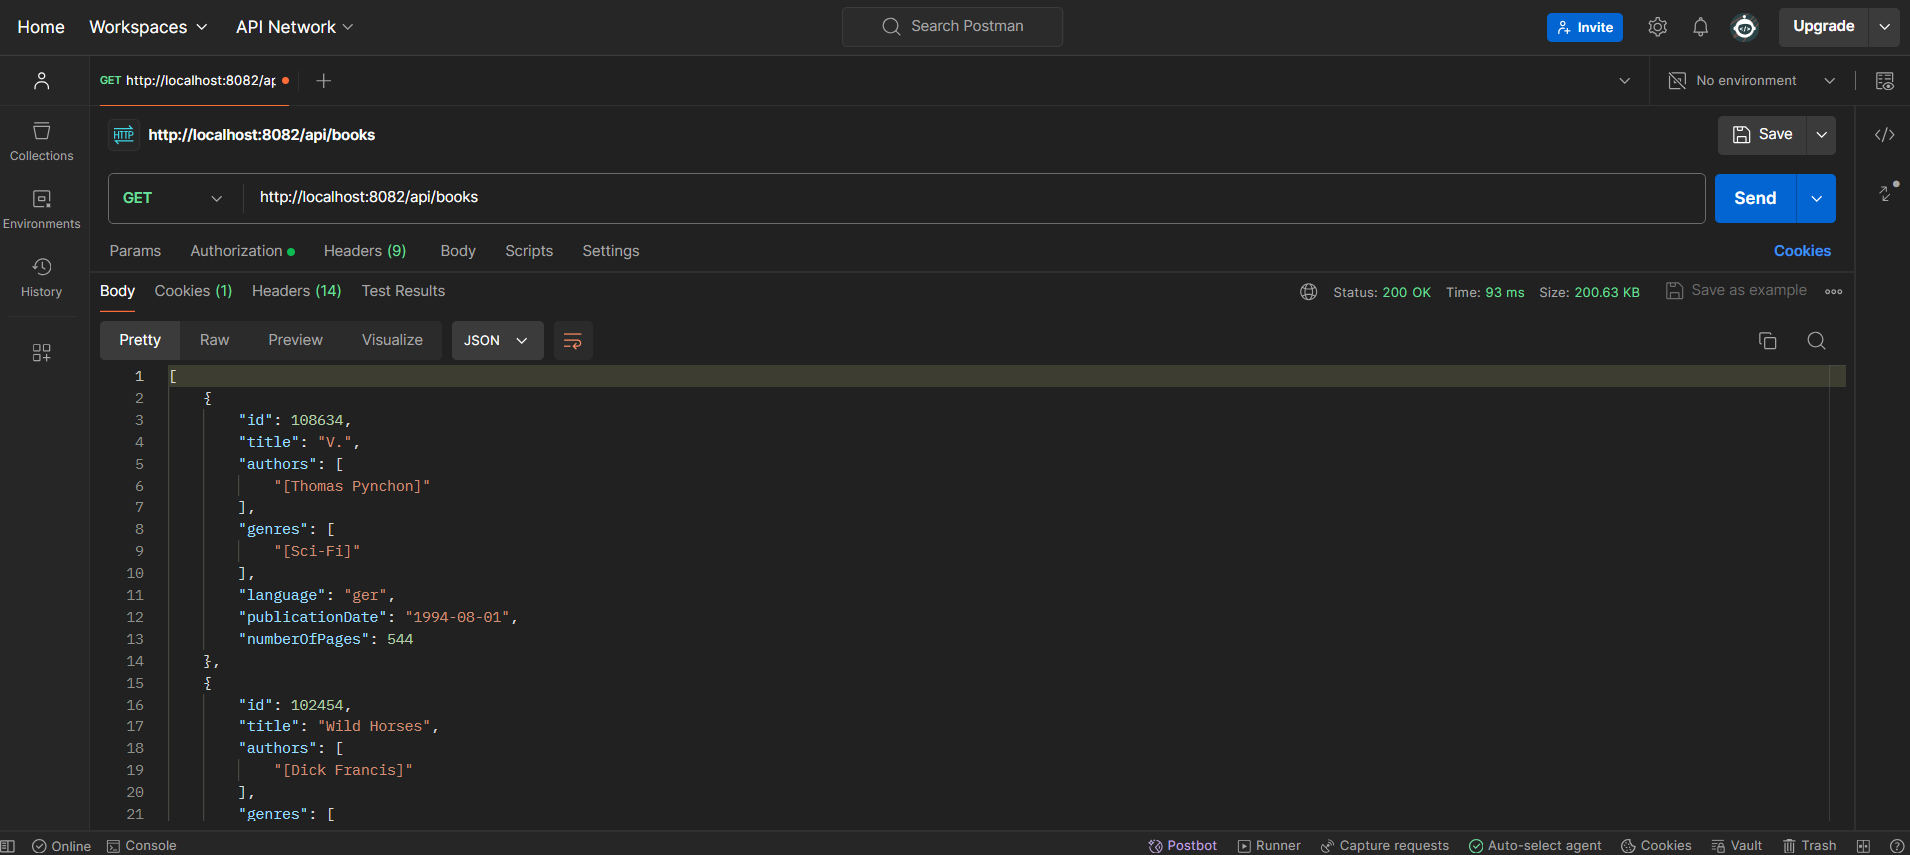 Home Workspaces API Network Search Postman Invite Upgrade
GET http://localhost:8082/ap No environment
HTTP http://localhost:8082/api/books Save
Collections
Environments
History
GET http://localhost:8082/api/books Send
Params Authorization Headers (9) Body Scripts Settings Cookies
Body Cookies (1) Headers (14) Test Results Status: 200 OK Time: 93 ms Size: 200.63 KB Save as example
Pretty Raw Preview Visualize JSON
1 [
2 {
3 "id": 108634,
4 "title": "V.",
5 "authors": [
6 "[Thomas Pynchon]"
7 ],
8 "genres": [
9 "[Sci-Fi]"
10 ],
11 "language": "ger",
12 "publicationDate": "1994-08-01",
13 "numberOfPages": 544
14 },
15 {
16 "id": 102454,
17 "title": "Wild Horses",
18 "authors": [
19 "[Dick Francis]"
20 ],
21 "genres": [
Online Console Postbot Runner Capture requests Auto-select agent Cookies Vault Trash